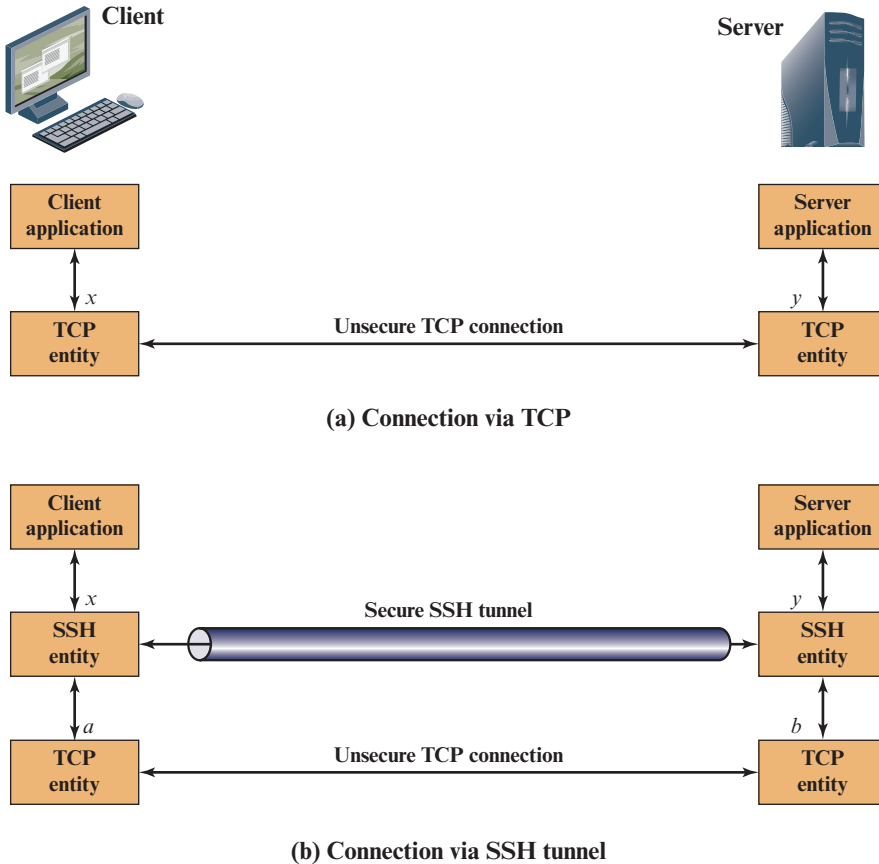 Client
Server
Client
application
Server
application
x
y
TCP
entity
Unsecure TCP connection
TCP
entity
(a) Connection via TCP
Client
application
Server
application
x
Secure SSH tunnel
y
SSH
entity
SSH
entity
a
b
TCP
entity
Unsecure TCP connection
TCP
entity
(b) Connection via SSH tunnel